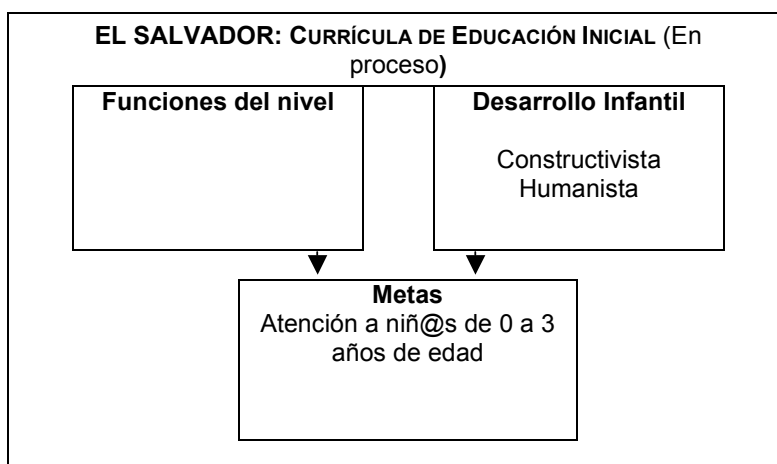 EL SALVADOR: CURRÍCULA DE EDUCACIÓN INICIAL (En
proceso)
Funciones del nivel
Desarrollo Infantil
Constructivista
Humanista
Metas
Atención a niñ@s de 0 a 3
años de edad